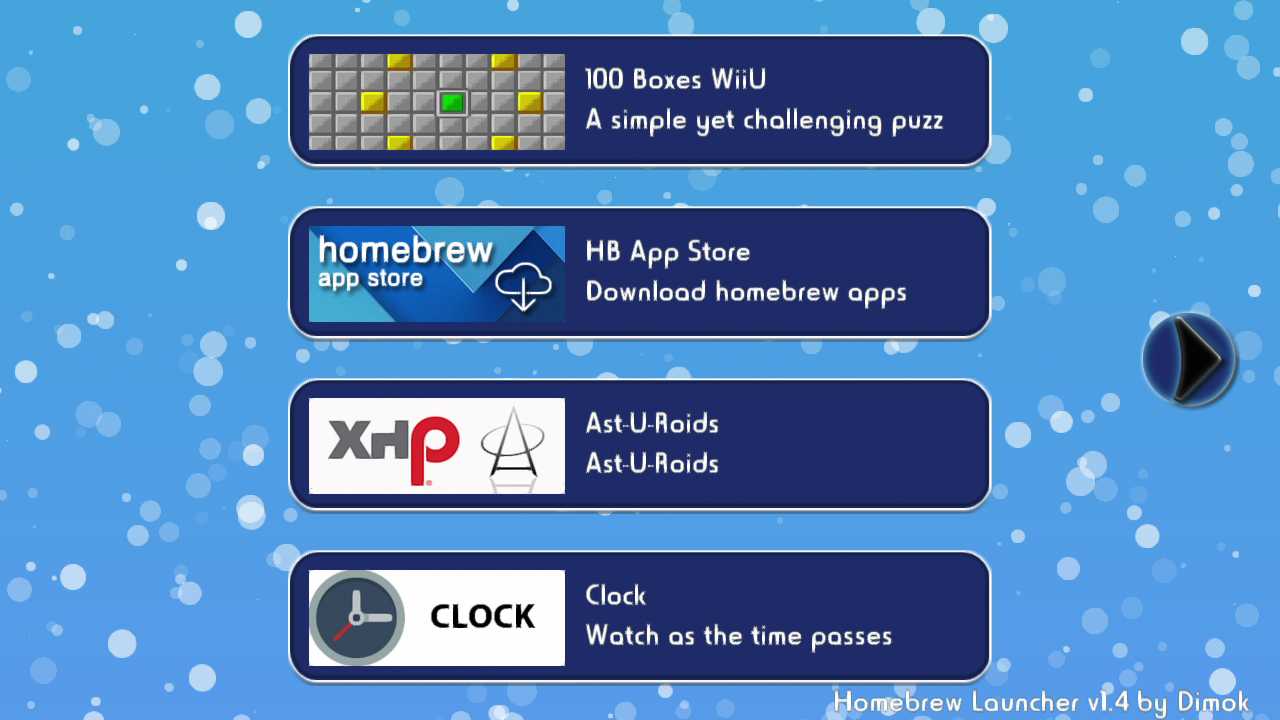 100 Boxes WiiU
A simple yet challenging puzz
homebrew
app store
HB App Store
Download homebrew apps
XHP
®
Ast-U-Roids
Ast-U-Roids
CLOCK
Clock
Watch as the time passes
Homebrew Launcher v1.4 by Dimok